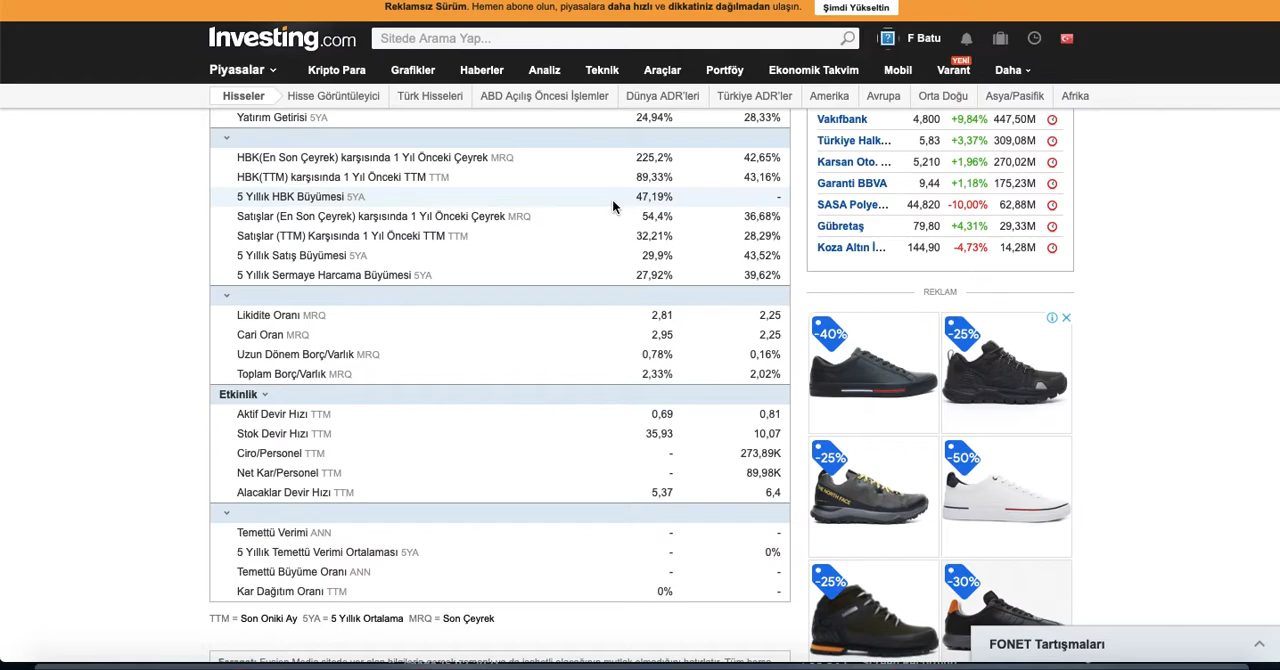 Reklamsız Sürüm. Hemen abone olun, piyasalara daha hızlı ve dikkatiniz dağılmadan ulaşın. Şimdi Yükseltin
Investing.com Sitede Arama Yap... F Batu
Piyasalar Kripto Para Grafikler Haberler Analiz Teknik Araçlar Portföy Ekonomik Takvim Mobil Varant YENİ Daha
Hisseler Hisse Görüntüleyici Türk Hisseleri ABD Açılış Öncesi İşlemler Dünya ADR'leri Türkiye ADR'ler Amerika Avrupa Orta Doğu Asya/Pasifik Afrika
Yatırım Getirisi 5YA 24,94% 28,33%
HBK(En Son Çeyrek) karşısında 1 Yıl Önceki Çeyrek MRQ 225,2% 42,65%
HBK(TTM) karşısında 1 Yıl Önceki TTM TTM 89,33% 43,16%
5 Yıllık HBK Büyümesi 5YA 47,19% -
Satışlar (En Son Çeyrek) karşısında 1 Yıl Önceki Çeyrek MRQ 54,4% 36,68%
Satışlar (TTM) Karşısında 1 Yıl Önceki TTM TTM 32,21% 28,29%
5 Yıllık Satış Büyümesi 5YA 29,9% 43,52%
5 Yıllık Sermaye Harcama Büyümesi 5YA 27,92% 39,62%
Likidite Oranı MRQ 2,81 2,25
Cari Oran MRQ 2,95 2,25
Uzun Dönem Borç/Varlık MRQ 0,78% 0,16%
Toplam Borç/Varlık MRQ 2,33% 2,02%
Etkinlik
Aktif Devir Hızı TTM 0,69 0,81
Stok Devir Hızı TTM 35,93 10,07
Ciro/Personel TTM - 273,89K
Net Kar/Personel TTM - 89,98K
Alacaklar Devir Hızı TTM 5,37 6,4
Temettü Verimi ANN - -
5 Yıllık Temettü Verimi Ortalaması 5YA - 0%
Temettü Büyüme Oranı ANN - -
Kar Dağıtım Oranı TTM 0% -
TTM = Son Oniki Ay 5YA = 5 Yıllık Ortalama MRQ = Son Çeyrek
Vakıfbank 4,800 +9,84% 447,50M
Türkiye Halk... 5,83 +3,37% 309,08M
Karsan Oto. ... 5,210 +1,96% 270,02M
Garanti BBVA 9,44 +1,18% 175,23M
SASA Polye... 44,820 -10,00% 62,88M
Gübretaş 79,80 +4,31% 29,33M
Koza Altın İ... 144,90 -4,73% 14,28M
REKLAM
-40% -25%
-25% -50%
-25% -30%
FONET Tartışmaları